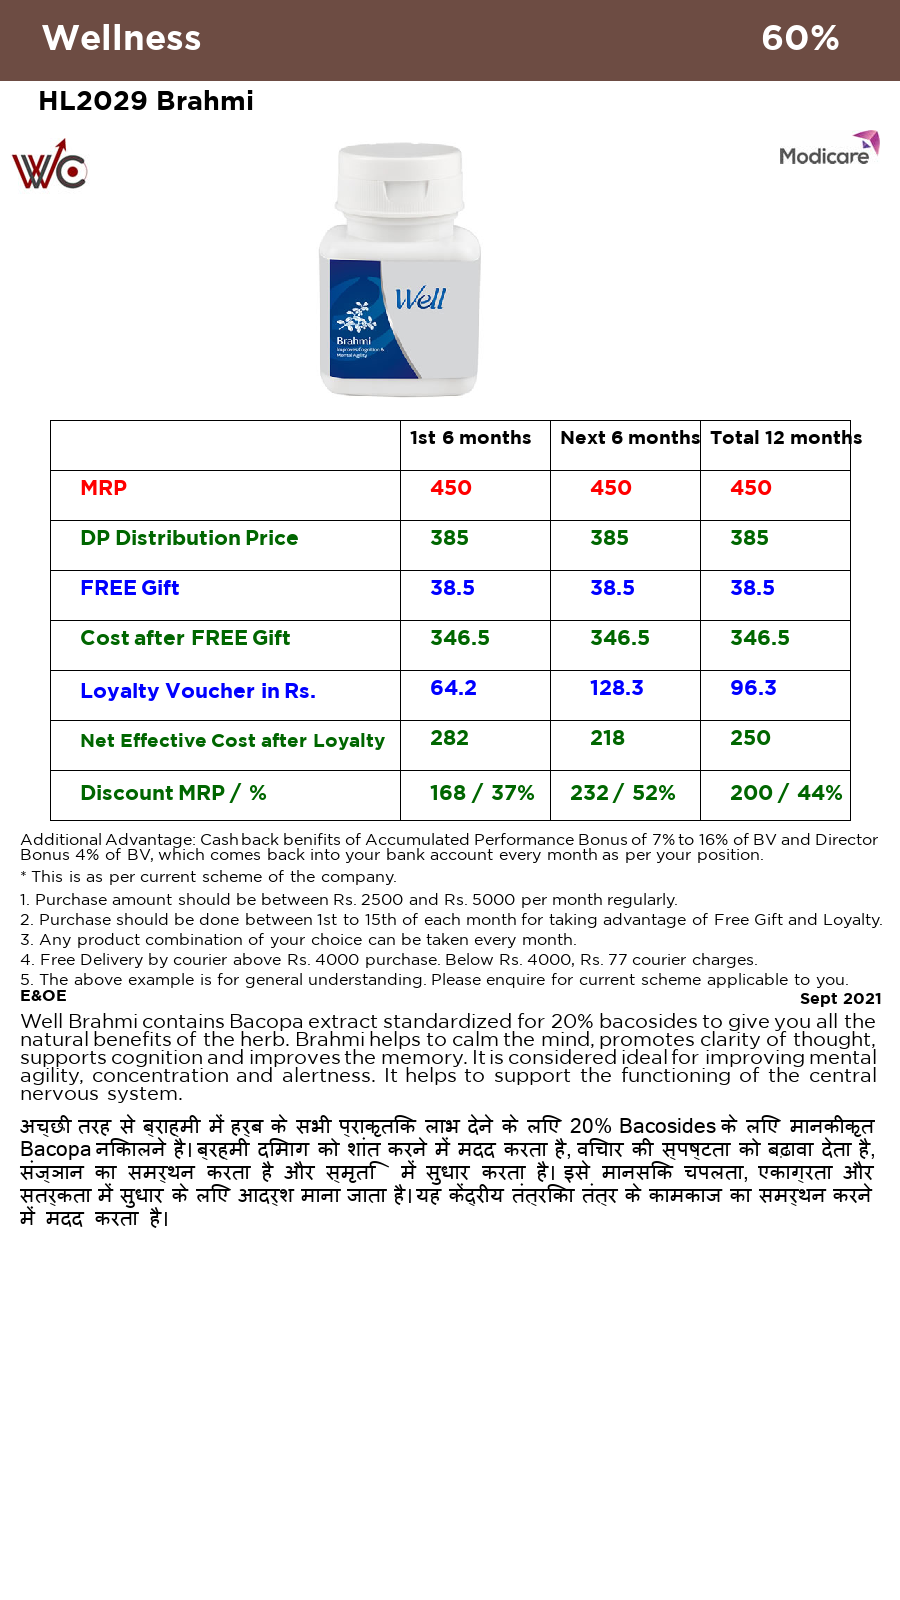 Wellness 60%
HL2029 Brahmi
WC
Modicare
Well
Brahmi
Improves Cognition &
Mental Agility
1st 6 months Next 6 months Total 12 months
MRP 450 450 450
DP Distribution Price 385 385 385
FREE Gift 38.5 38.5 38.5
Cost after FREE Gift 346.5 346.5 346.5
Loyalty Voucher in Rs. 64.2 128.3 96.3
Net Effective Cost after Loyalty 282 218 250
Discount MRP / % 168 / 37% 232 / 52% 200 / 44%
Additional Advantage: Cashback benifits of Accumulated Performance Bonus of 7% to 16% of BV and Director
Bonus 4% of BV, which comes back into your bank account every month as per your position.
* This is as per current scheme of the company.
1. Purchase amount should be between Rs. 2500 and Rs. 5000 per month regularly.
2. Purchase should be done between 1st to 15th of each month for taking advantage of Free Gift and Loyalty.
3. Any product combination of your choice can be taken every month.
4. Free Delivery by courier above Rs. 4000 purchase. Below Rs. 4000, Rs. 77 courier charges.
5. The above example is for general understanding. Please enquire for current scheme applicable to you.
E&OE Sept 2021
Well Brahmi contains Bacopa extract standardized for 20% bacosides to give you all the
natural benefits of the herb. Brahmi helps to calm the mind, promotes clarity of thought,
supports cognition and improves the memory. It is considered ideal for improving mental
agility, concentration and alertness. It helps to support the functioning of the central
nervous system.
अच्छी तरह से ब्राह्मी में हर्ब के सभी प्राकृतिक लाभ देने के लिए 20% Bacosides के लिए मानकीकृत
Bacopa निकालने है। ब्रह्मी दिमाग को शांत करने में मदद करता है, विचार की स्पष्टता को बढ़ावा देता है,
संज्ञान का समर्थन करता है और स्मृति में सुधार करता है। इसे मानसिक चपलता, एकाग्रता और
सतर्कता में सुधार के लिए आदर्श माना जाता है। यह केंद्रीय तंत्रिका तंत्र के कामकाज का समर्थन करने
में मदद करता है।